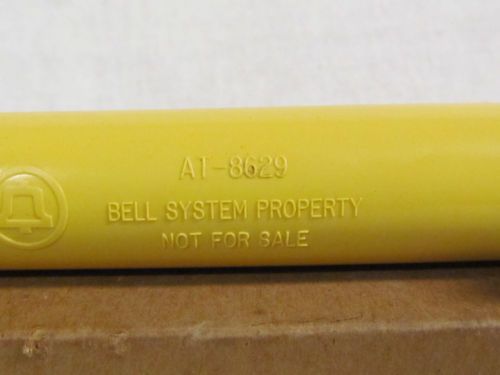 AT-8629
BELL SYSTEM PROPERTY
NOT FOR SALE